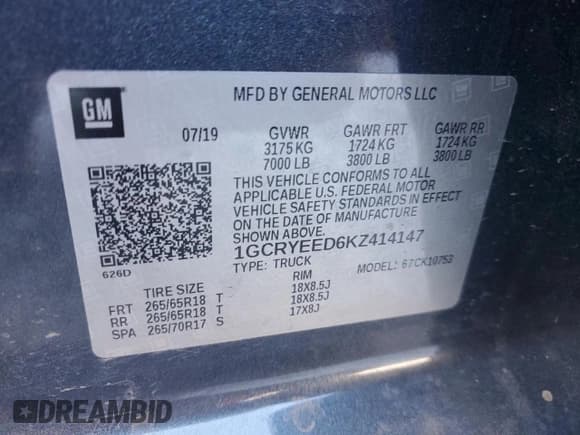 GM
MFD BY GENERAL MOTORS LLC
07/19 GVWR GAWR FRT GAWR RR
3175 KG 1724 KG 1724 KG
7000 LB 3800 LB 3800 LB
THIS VEHICLE CONFORMS TO ALL
APPLICABLE U.S. FEDERAL MOTOR
VEHICLE SAFETY STANDARDS IN EFFECT
ON THE DATE OF MANUFACTURE
SHOWN ABOVE.
1GCRYEED6KZ414147
TYPE: TRUCK MODEL: 67CK10753
626D
TIRE SIZE RIM
FRT 265/65R18 T 18X8.5J
RR 265/65R18 T 18X8.5J
SPA 265/70R17 S 17X8J
DREAMBID